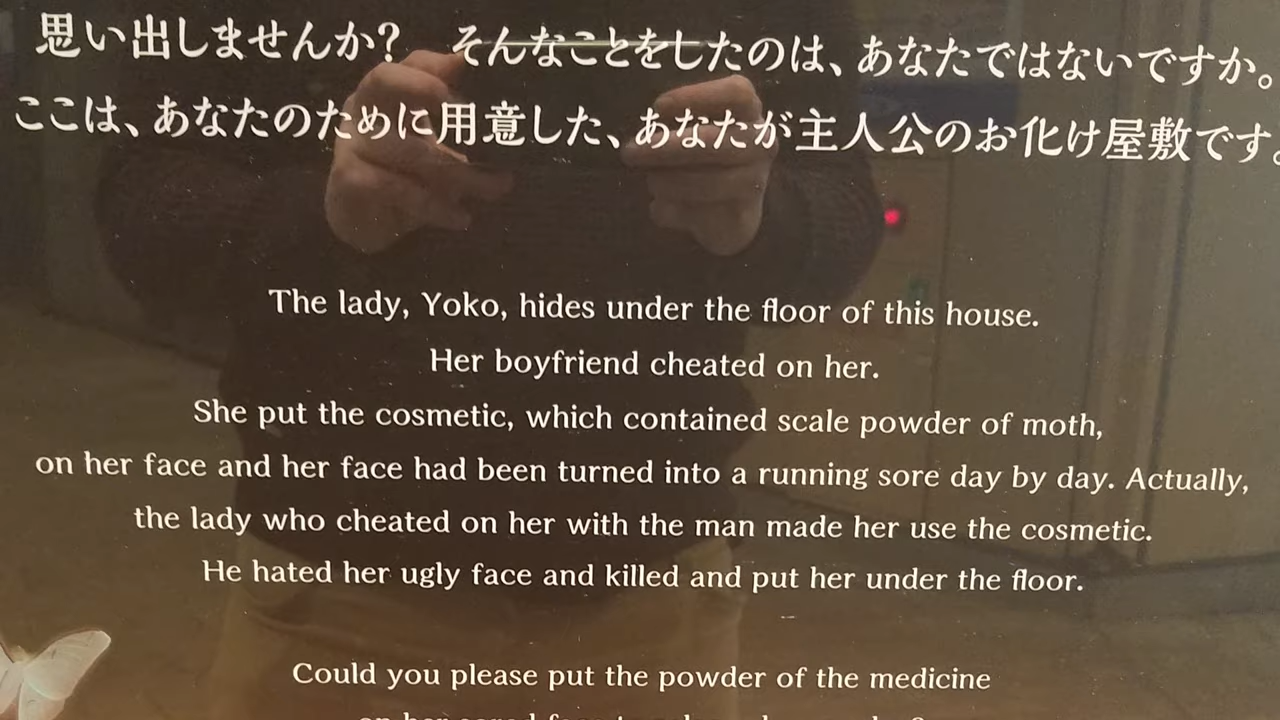 思い出しませんか?　そんなことをしたのは、あなたではないですか。
ここは、あなたのために用意した、あなたが主人公のお化け屋敷です。
The lady, Yoko, hides under the floor of this house.
Her boyfriend cheated on her.
She put the cosmetic, which contained scale powder of moth,
on her face and her face had been turned into a running sore day by day. Actually,
the lady who cheated on her with the man made her use the cosmetic.
He hated her ugly face and killed and put her under the floor.
Could you please put the powder of the medicine